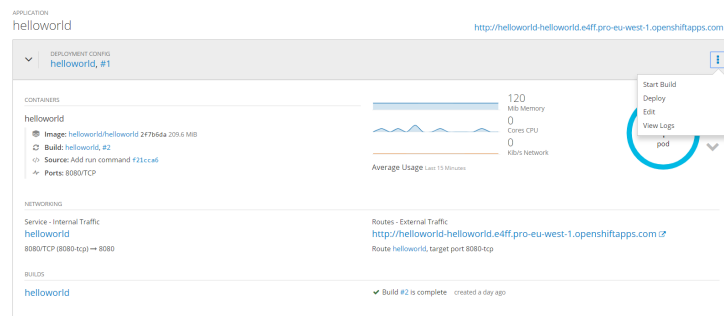 APPLICATION
helloworld
http://helloworld-helloworld.e4ff.pro-eu-west-1.openshiftapps.com
DEPLOYMENT CONFIG
helloworld, #1
Start Build
Deploy
Edit
View Logs
CONTAINERS
helloworld
Image: helloworld/helloworld 2f7b6da 209.6 MiB
Build: helloworld, #2
Source: Add run command f21cca6
Ports: 8080/TCP
120
Mib Memory
0
Cores CPU
0
Kib/s Network
Average Usage Last 15 Minutes
pod
NETWORKING
Service - Internal Traffic
helloworld
8080/TCP (8080-tcp) → 8080
Routes - External Traffic
http://helloworld-helloworld.e4ff.pro-eu-west-1.openshiftapps.com
Route helloworld, target port 8080-tcp
BUILDS
helloworld
Build #2 is complete created a day ago